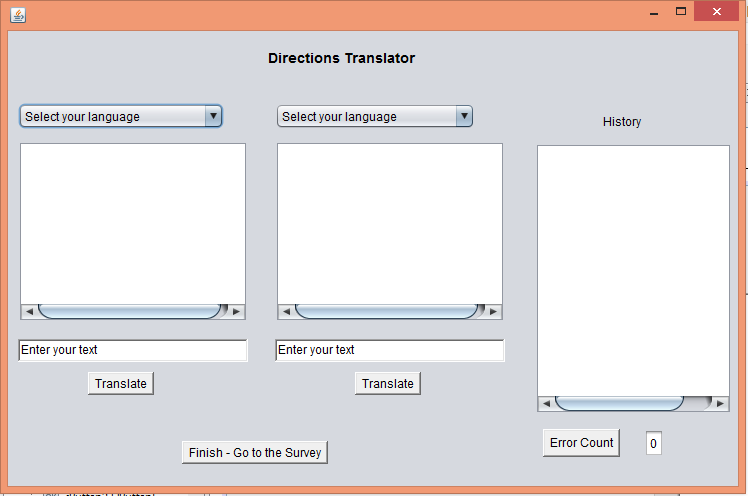 Directions Translator
Select your language
Select your language
History
Enter your text
Enter your text
Translate
Translate
Error Count
0
Finish - Go to the Survey